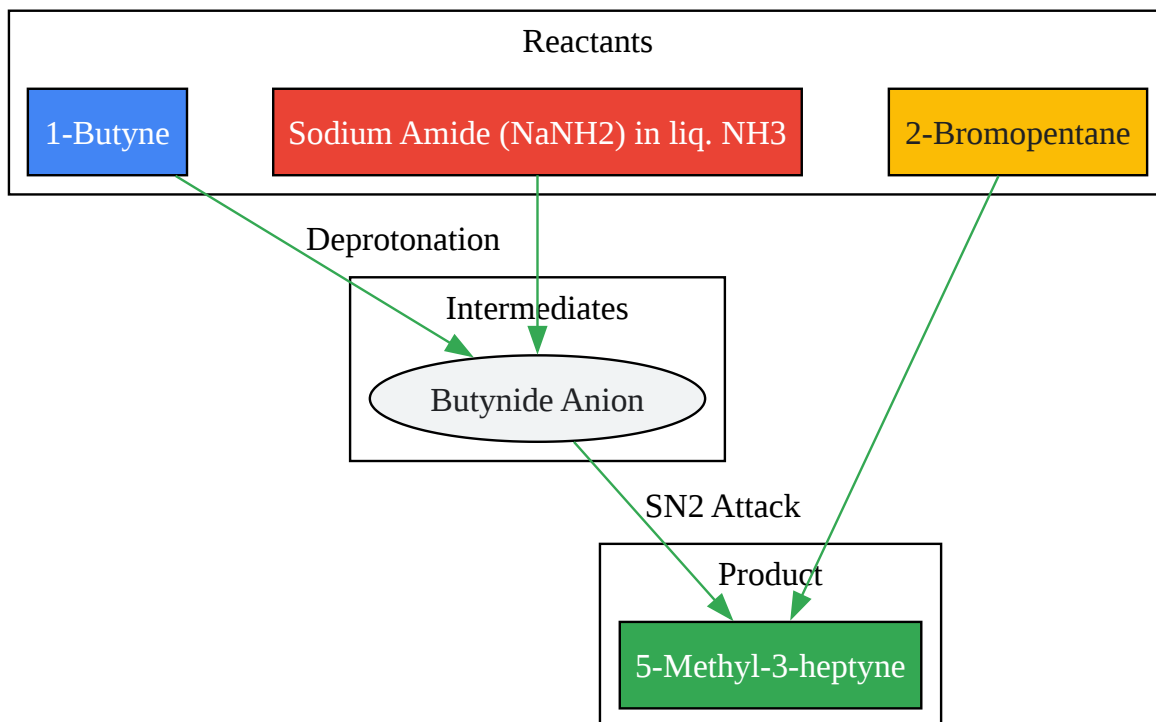 Reactants
1-Butyne
Sodium Amide (NaNH2) in liq. NH3
2-Bromopentane
Deprotonation
Intermediates
Butynide Anion
SN2 Attack
Product
5-Methyl-3-heptyne